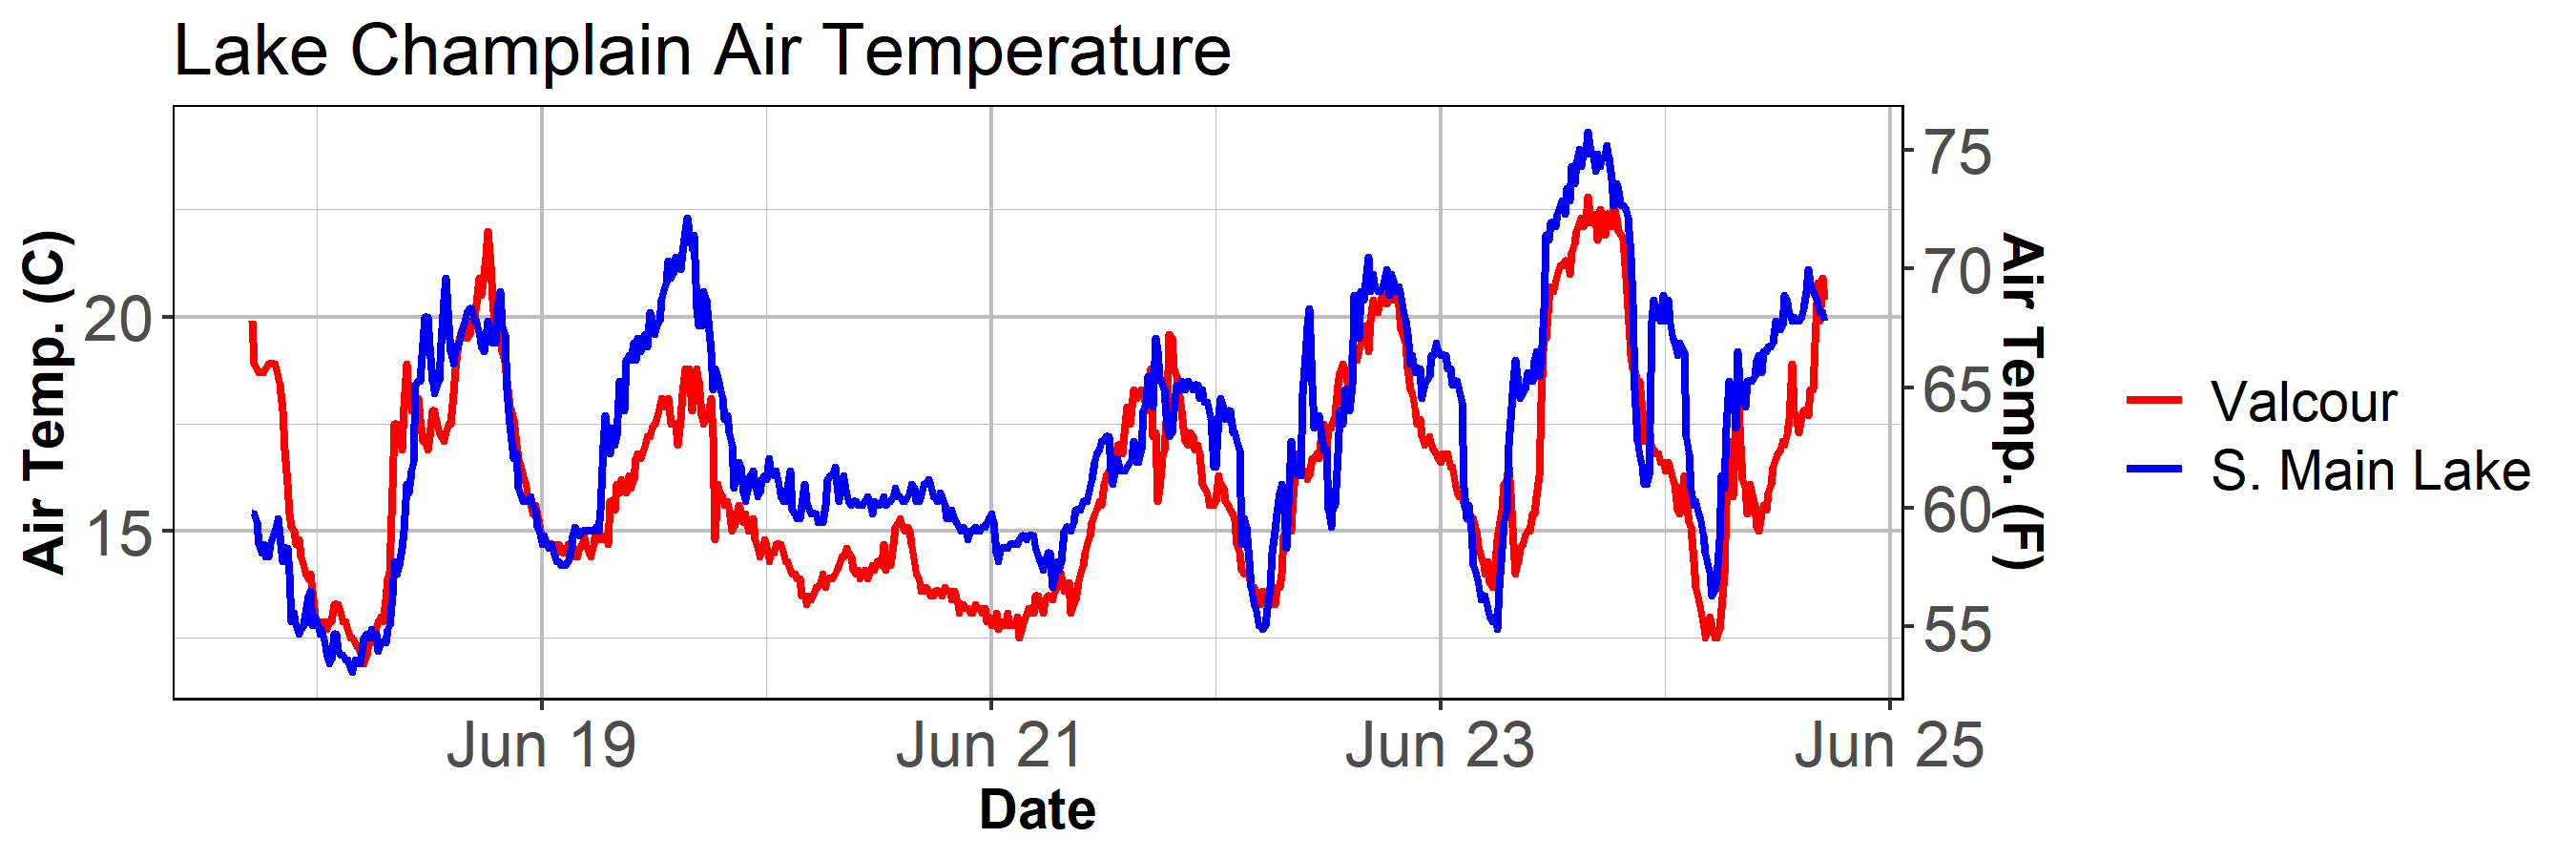 Lake Champlain Air Temperature
Air Temp. (C)
20
15
75
70
65
60
55
Air Temp. (F)
Valcour
S. Main Lake
Jun 19
Jun 21
Jun 23
Jun 25
Date